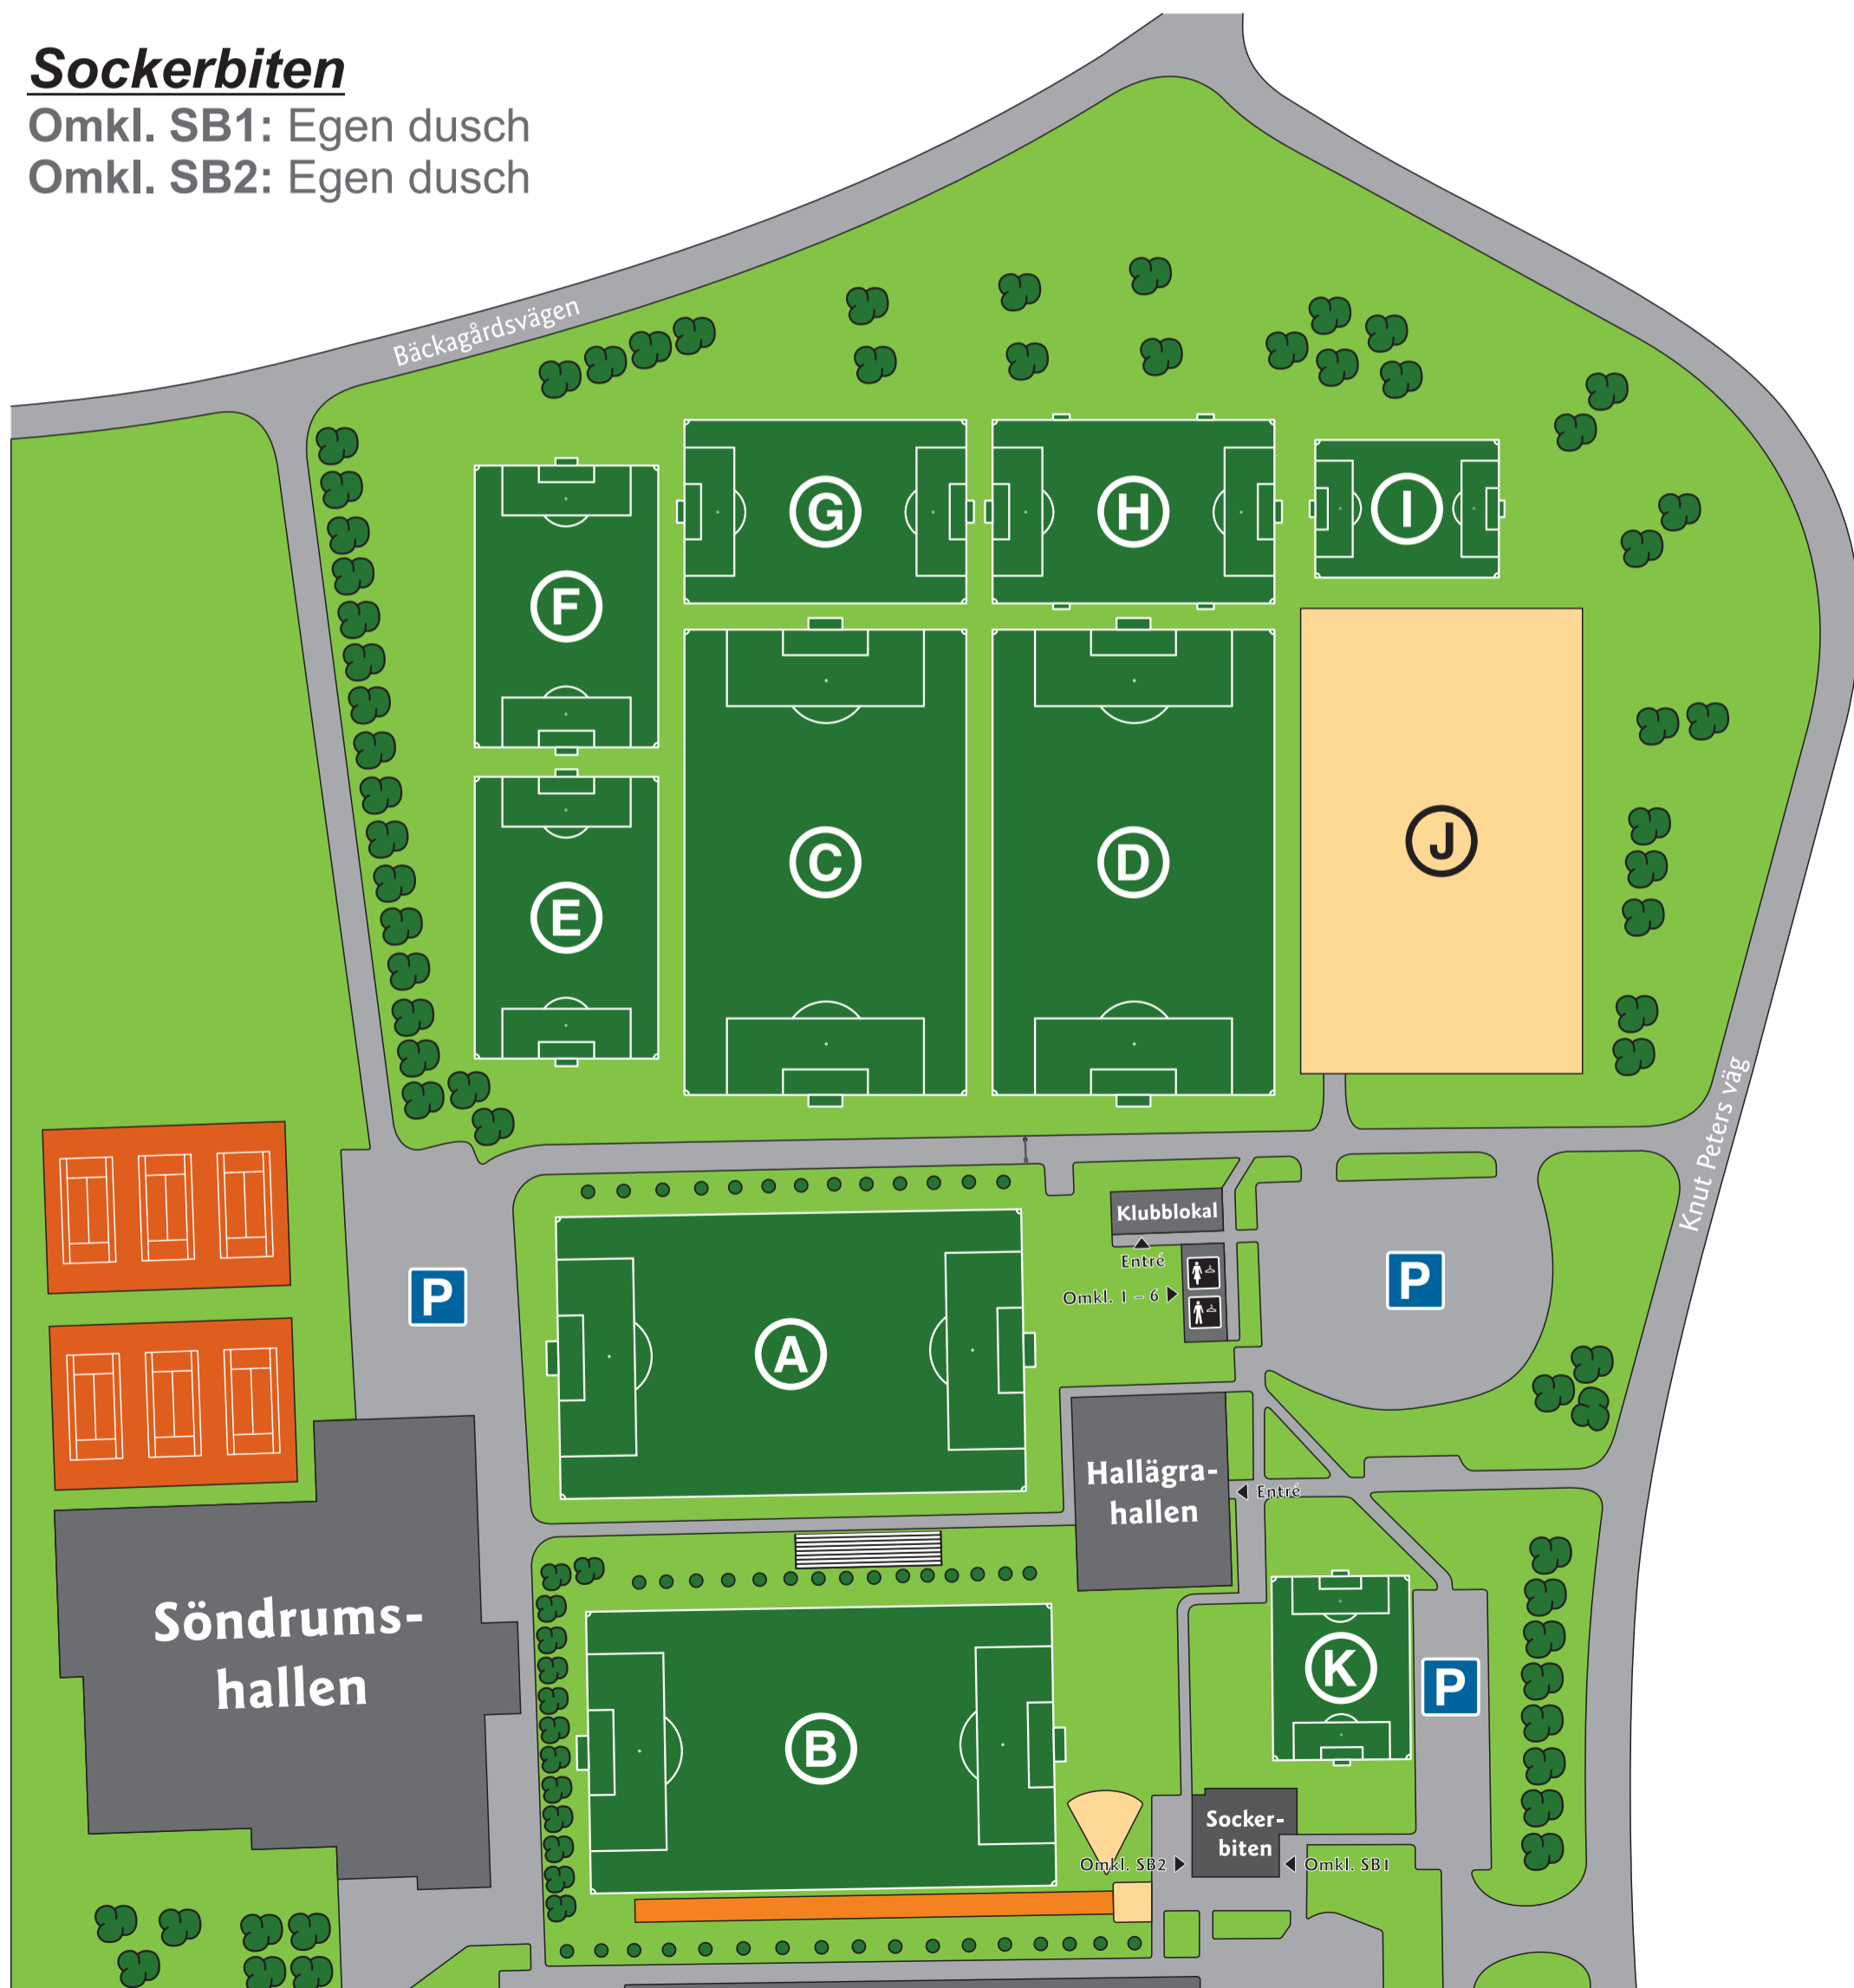 Sockerbiten
Omkl. SB1: Egen dusch
Omkl. SB2: Egen dusch
Bäckagårdsvägen
G
H
I
F
C
D
J
E
Knut Peters väg
Klubblokal
Entré
Omkl. 1 – 6
P
P
A
Hallägra-
hallen
Entré
Söndrums-
hallen
K
P
B
Socker-
biten
Omkl. SB2
Omkl. SB1